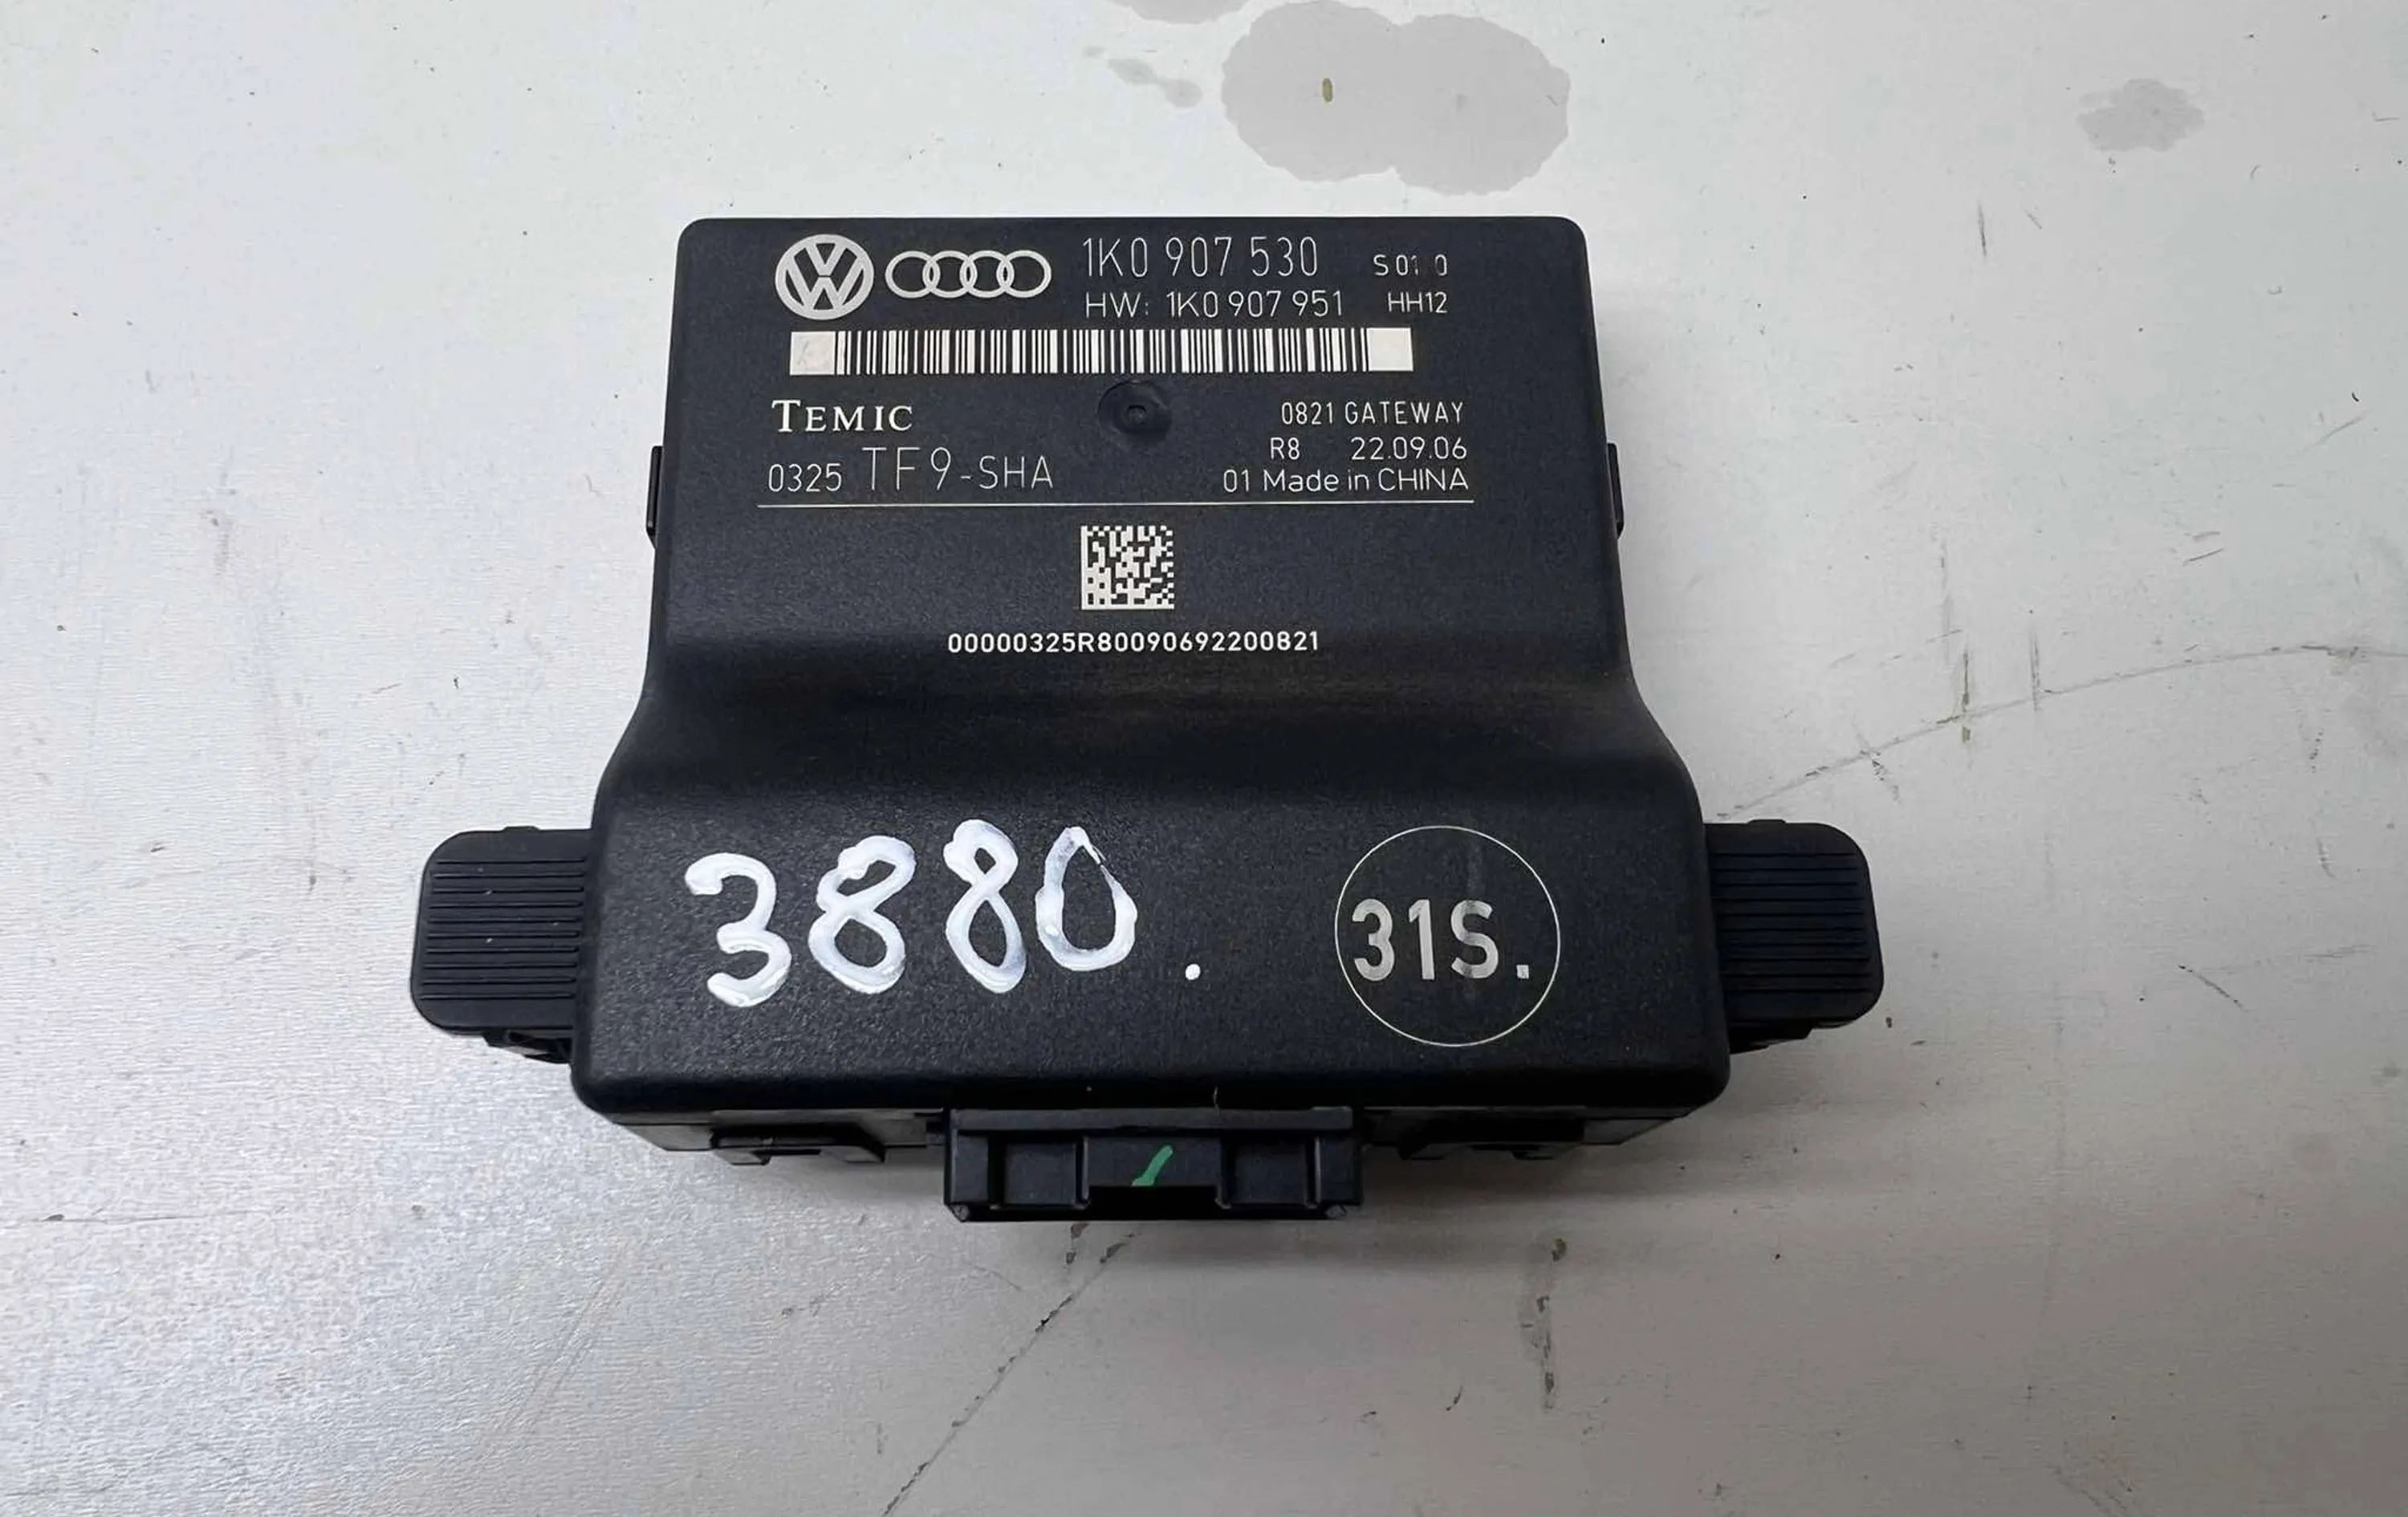 1K0 907 530 S 01 0
HW: 1K0 907 951 HH12
TEMIC 0821 GATEWAY
R8 22.09.06
0325 TF9-SHA 01 Made in CHINA
00000325R80090692200821
3880.
31S.